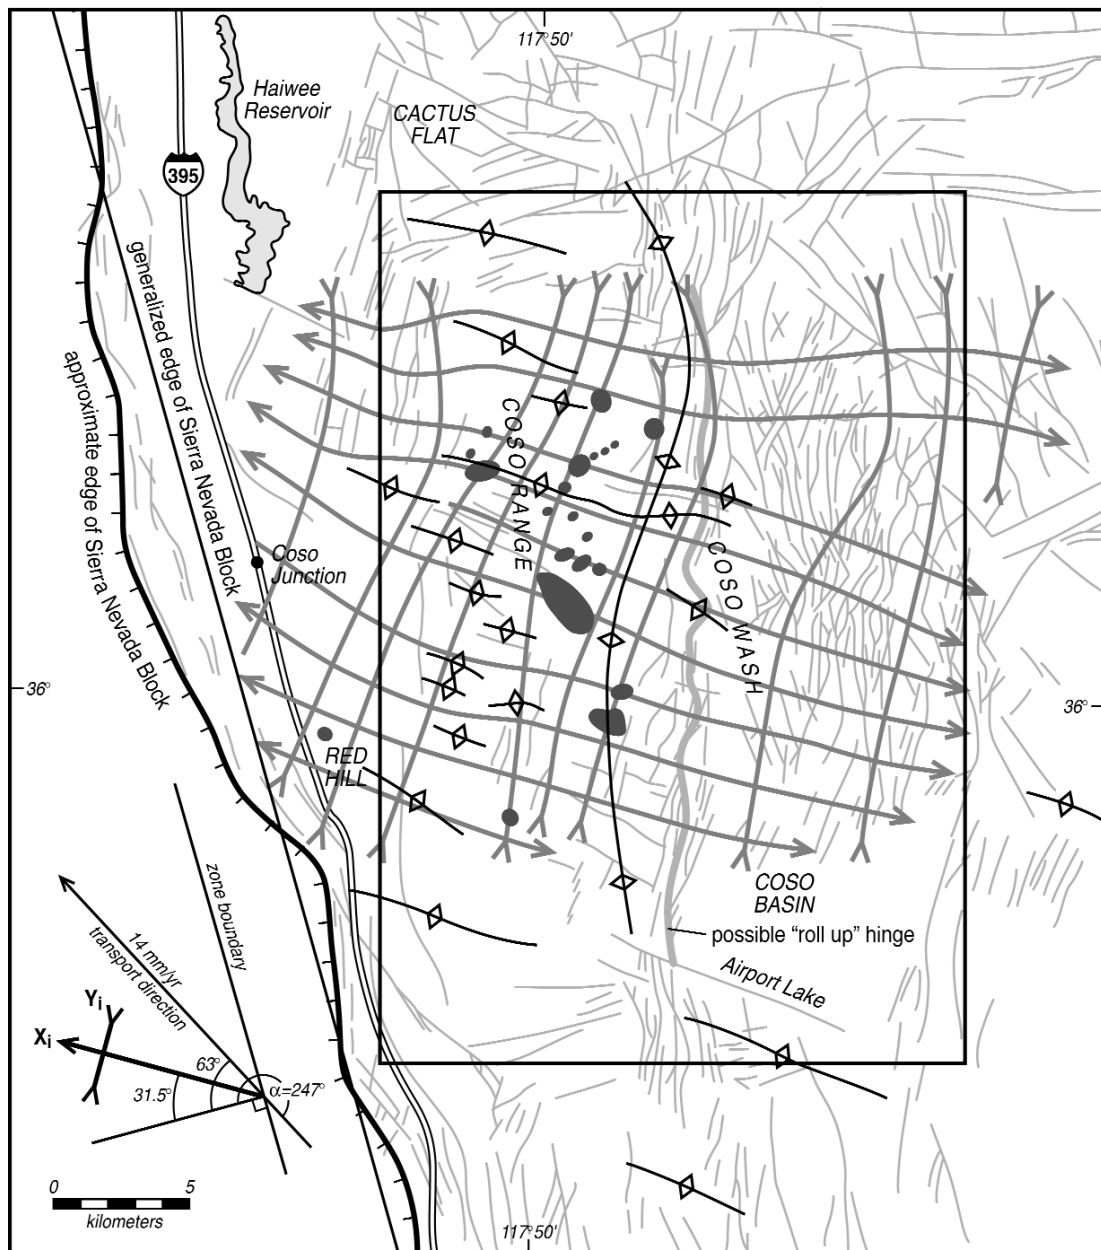 117°50'
Haiwee
Reservoir
CACTUS
FLAT
395
generalized edge of Sierra Nevada Block
approximate edge of Sierra Nevada Block
COSO RANGE
Coso
Junction
COSO WASH
36°
36°
RED
HILL
zone boundary
14 mm/yr
transport direction
COSO
BASIN
possible “roll up” hinge
Airport Lake
Yi
Xi
63°
31.5°
α=247°
0 5
kilometers
117°50'